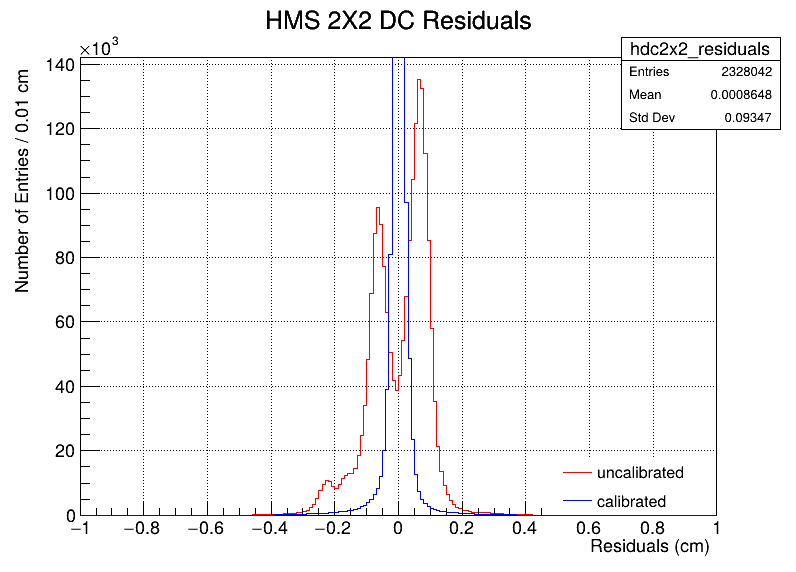 HMS 2X2 DC Residuals
×10³
hdc2x2_residuals
Entries 2328042
Mean 0.0008648
Std Dev 0.09347
Number of Entries / 0.01 cm
140
120
100
80
60
40
20
0
uncalibrated
calibrated
−1 −0.8 −0.6 −0.4 −0.2 0 0.2 0.4 0.6 0.8 1
Residuals (cm)